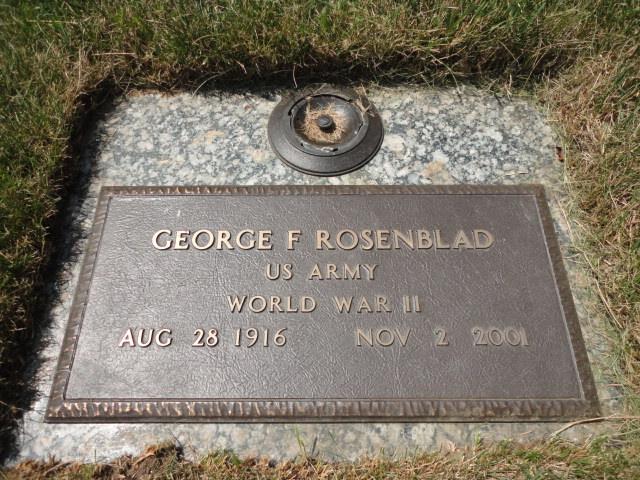 GEORGE F ROSENBLAD
US ARMY
WORLD WAR II
AUG 28 1916 NOV 2 2001